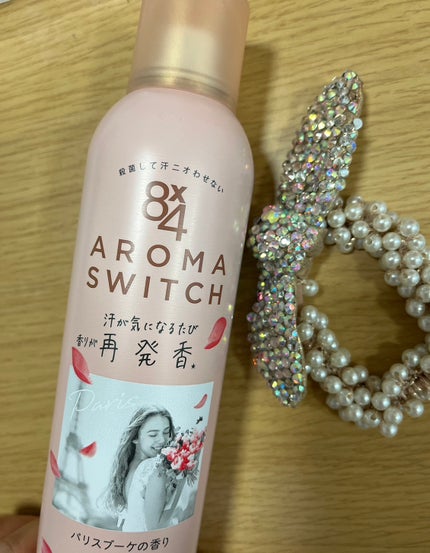 殺菌して汗ニオわせない
8x4
AROMA
SWITCH
汗が気になるたび
香りが再発香。
Paris
パリスブーケの香り